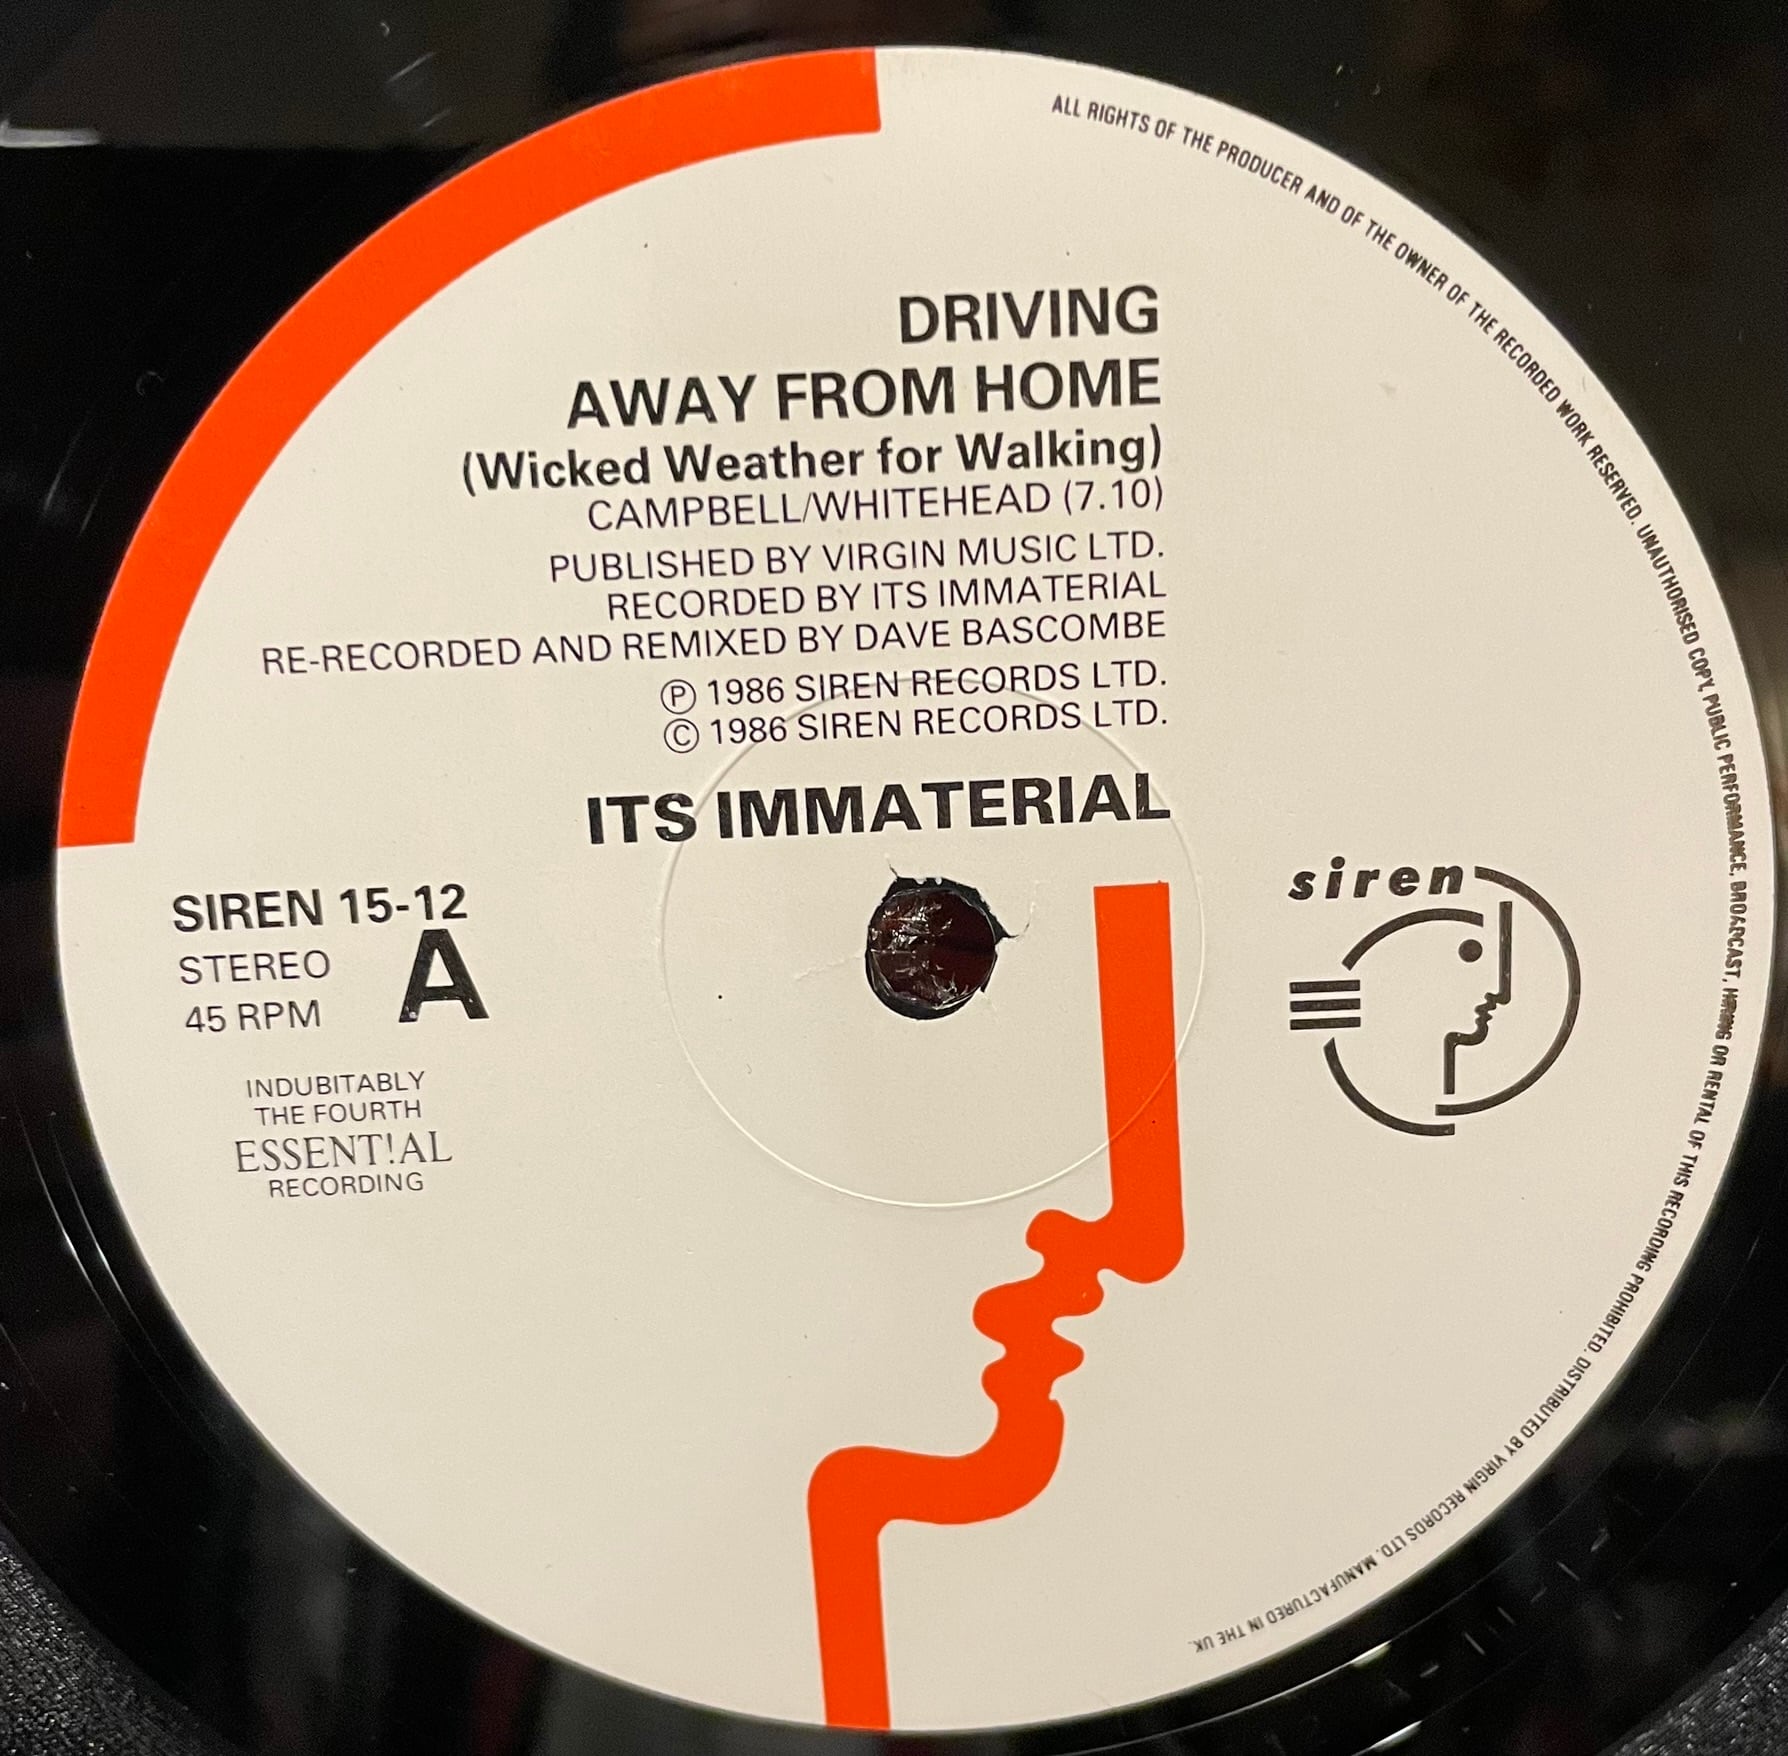 DRIVING
AWAY FROM HOME
(Wicked Weather for Walking)
CAMPBELL/WHITEHEAD (7.10)
PUBLISHED BY VIRGIN MUSIC LTD.
RECORDED BY ITS IMMATERIAL
RE-RECORDED AND REMIXED BY DAVE BASCOMBE
Ⓟ 1986 SIREN RECORDS LTD.
© 1986 SIREN RECORDS LTD.
ITS IMMATERIAL
SIREN 15-12
STEREO
45 RPM
A
INDUBITABLY
THE FOURTH
ESSENT!AL
RECORDING
siren
ALL RIGHTS OF THE PRODUCER AND OF THE OWNER OF THE RECORDED WORK RESERVED. UNAUTHORISED COPY, PUBLIC PERFORMANCE, BROADCAST, HIRING OR RENTAL OF THIS RECORDING PROHIBITED. DISTRIBUTED BY VIRGIN RECORDS LTD. MANUFACTURED IN THE UK.